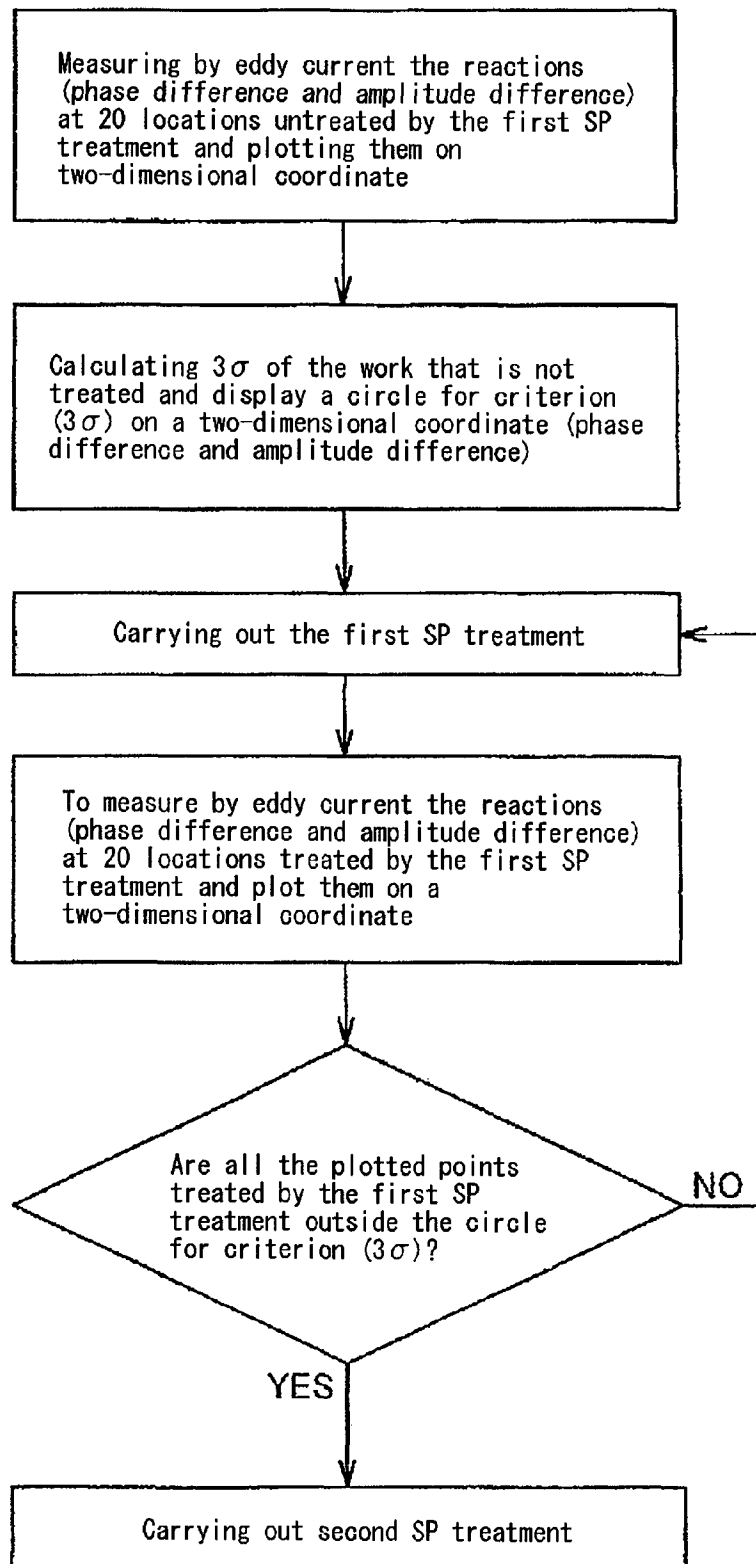 Measuring by eddy current the reactions
(phase difference and amplitude difference)
at 20 locations untreated by the first SP
treatment and plotting them on
two-dimensional coordinate
Calculating 3σ of the work that is not
treated and display a circle for criterion
(3σ) on a two-dimensional coordinate (phase
difference and amplitude difference)
Carrying out the first SP treatment
To measure by eddy current the reactions
(phase difference and amplitude difference)
at 20 locations treated by the first SP
treatment and plot them on a
two-dimensional coordinate
Are all the plotted points
treated by the first SP
treatment outside the circle
for criterion (3σ)?
NO
YES
Carrying out second SP treatment